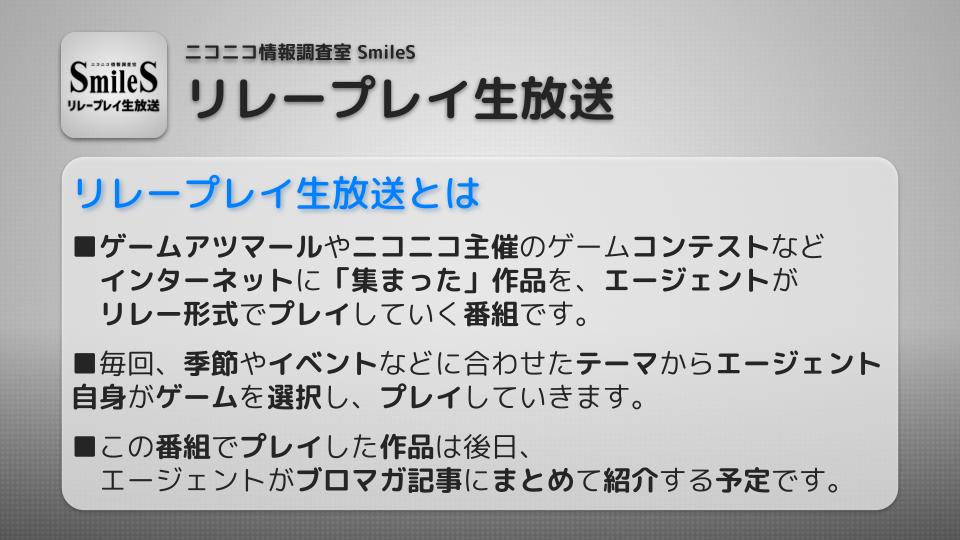 ニコニコ情報調査室
SmileS
リレープレイ生放送
ニコニコ情報調査室 SmileS
リレープレイ生放送
リレープレイ生放送とは
■ゲームアツマールやニコニコ主催のゲームコンテストなど
インターネットに「集まった」作品を、エージェントが
リレー形式でプレイしていく番組です。
■毎回、季節やイベントなどに合わせたテーマからエージェント
自身がゲームを選択し、プレイしていきます。
■この番組でプレイした作品は後日、
エージェントがブロマガ記事にまとめて紹介する予定です。